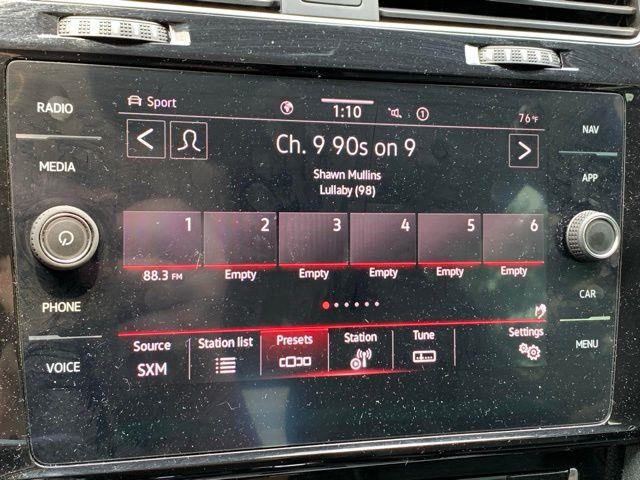 RADIO
MEDIA
PHONE
VOICE
Sport
1:10
1
76°F
Ch. 9 90s on 9
Shawn Mullins
Lullaby (98)
1 2 3 4 5 6
88.3 FM Empty Empty Empty Empty Empty
Source Station list Presets Station Tune Settings
SXM
NAV
APP
CAR
MENU